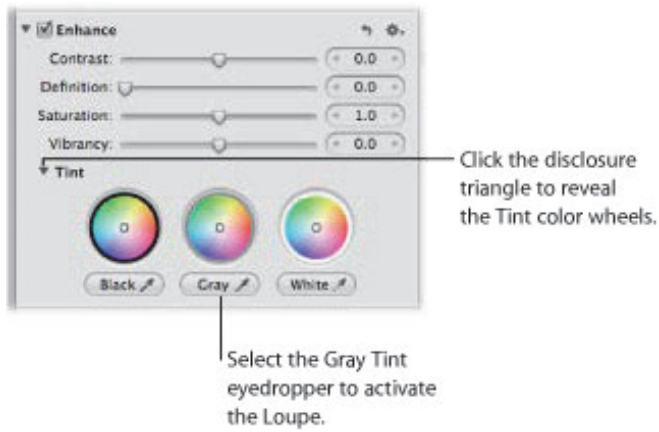 Enhance
Contrast: 0.0
Definition: 0.0
Saturation: 1.0
Vibrancy: 0.0
Tint
Click the disclosure
triangle to reveal
the Tint color wheels.
Black Gray White
Select the Gray Tint
eyedropper to activate
the Loupe.